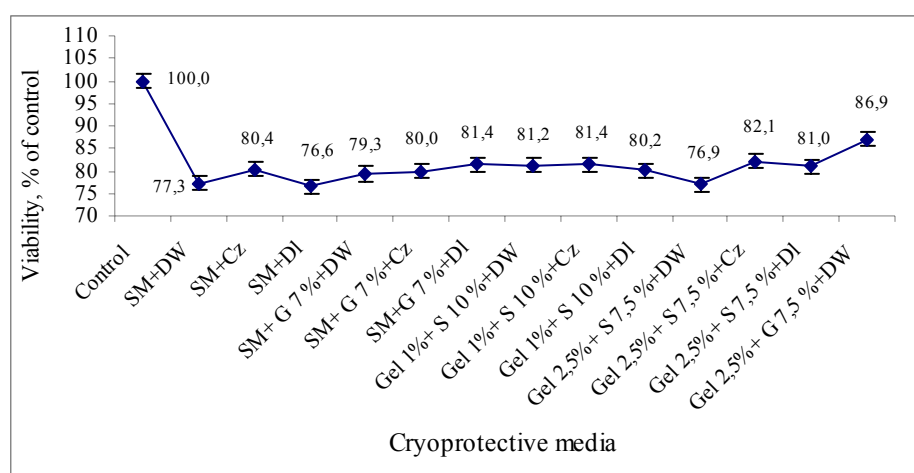 Viability, % of control
110
105
100
95
90
85
80
75
70
100,0
77,3
80,4
76,6
79,3
80,0
81,4
81,2
81,4
80,2
76,9
82,1
81,0
86,9
Control
SM+DW
SM+Cz
SM+Dl
SM+ G 7 %+DW
SM+ G 7 %+Cz
SM+G 7 %+Dl
Gel 1%+ S 10 %+DW
Gel 1%+ S 10 %+Cz
Gel 1%+ S 10 %+Dl
Gel 2,5%+ S 7,5 %+DW
Gel 2,5%+ S 7,5 %+Cz
Gel 2,5%+ S 7,5 %+Dl
Gel 2,5%+ G 7,5 %+DW
Cryoprotective media